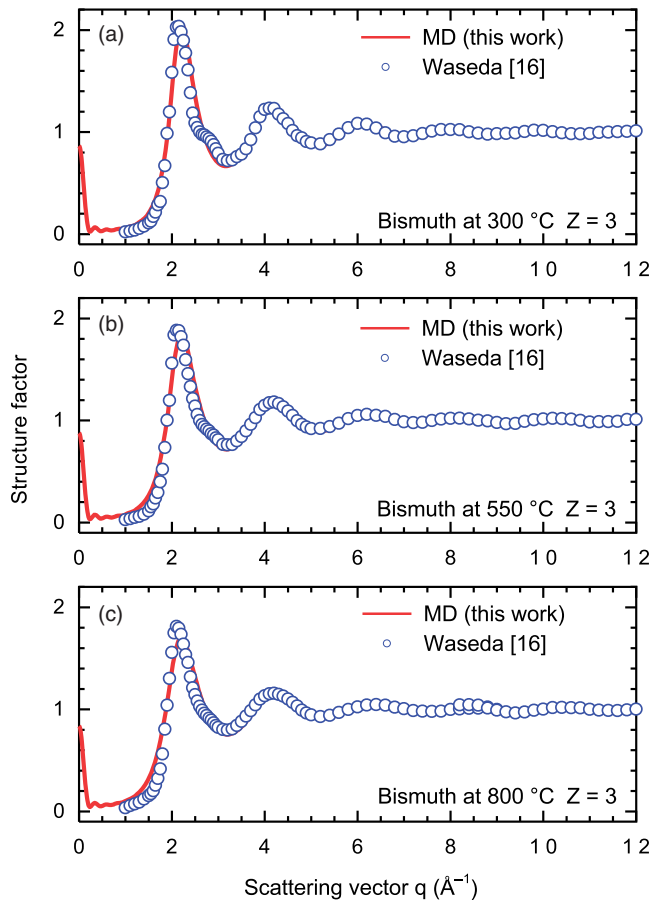 (a)
MD (this work)
Waseda [16]
Bismuth at 300 °C Z = 3
2
1
0
0 2 4 6 8 10 12
(b)
MD (this work)
Waseda [16]
Bismuth at 550 °C Z = 3
2
1
0
0 2 4 6 8 10 12
Structure factor
(c)
MD (this work)
Waseda [16]
Bismuth at 800 °C Z = 3
2
1
0
0 2 4 6 8 10 12
Scattering vector q (Å⁻¹)